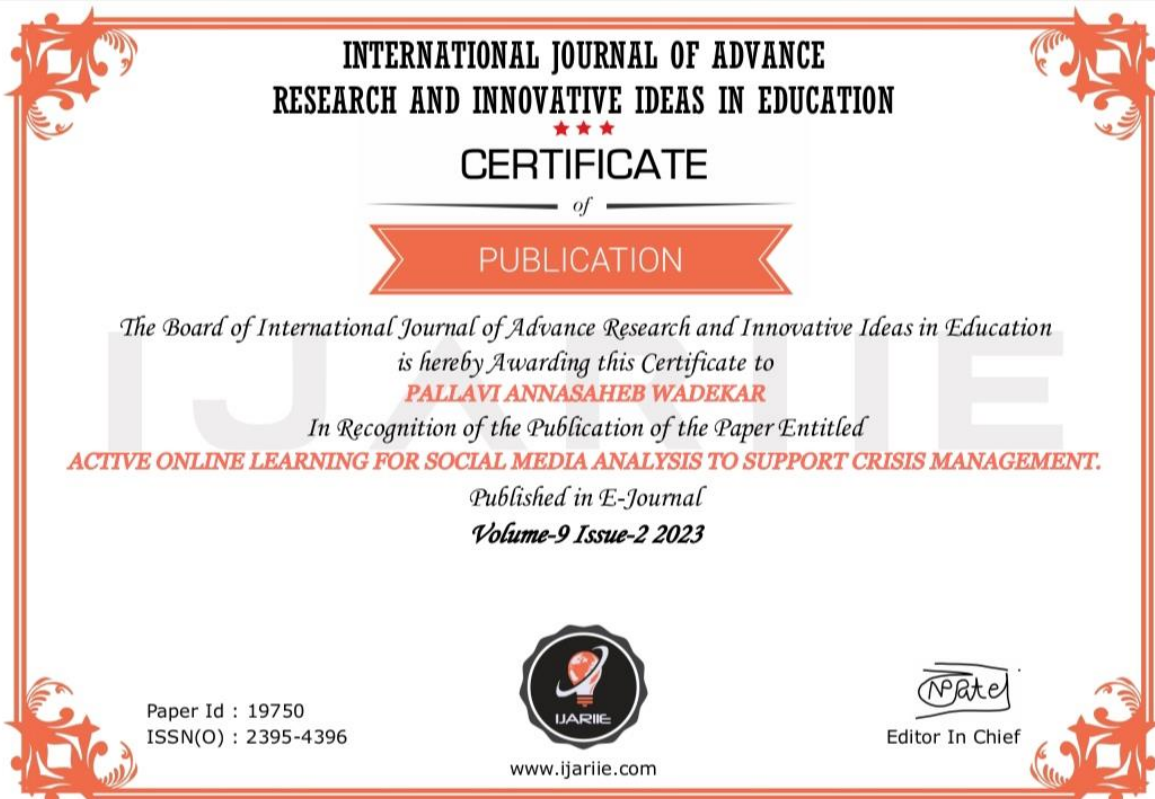 INTERNATIONAL JOURNAL OF ADVANCE
RESEARCH AND INNOVATIVE IDEAS IN EDUCATION
CERTIFICATE
of
PUBLICATION
The Board of International Journal of Advance Research and Innovative Ideas in Education
is hereby Awarding this Certificate to
PALLAVI ANNASAHEB WADEKAR
In Recognition of the Publication of the Paper Entitled
ACTIVE ONLINE LEARNING FOR SOCIAL MEDIA ANALYSIS TO SUPPORT CRISIS MANAGEMENT.
Published in E-Journal
Volume-9 Issue-2 2023
IJARIIE
Paper Id : 19750
ISSN(O) : 2395-4396
IJARIIE
www.ijariie.com
NPatel
Editor In Chief